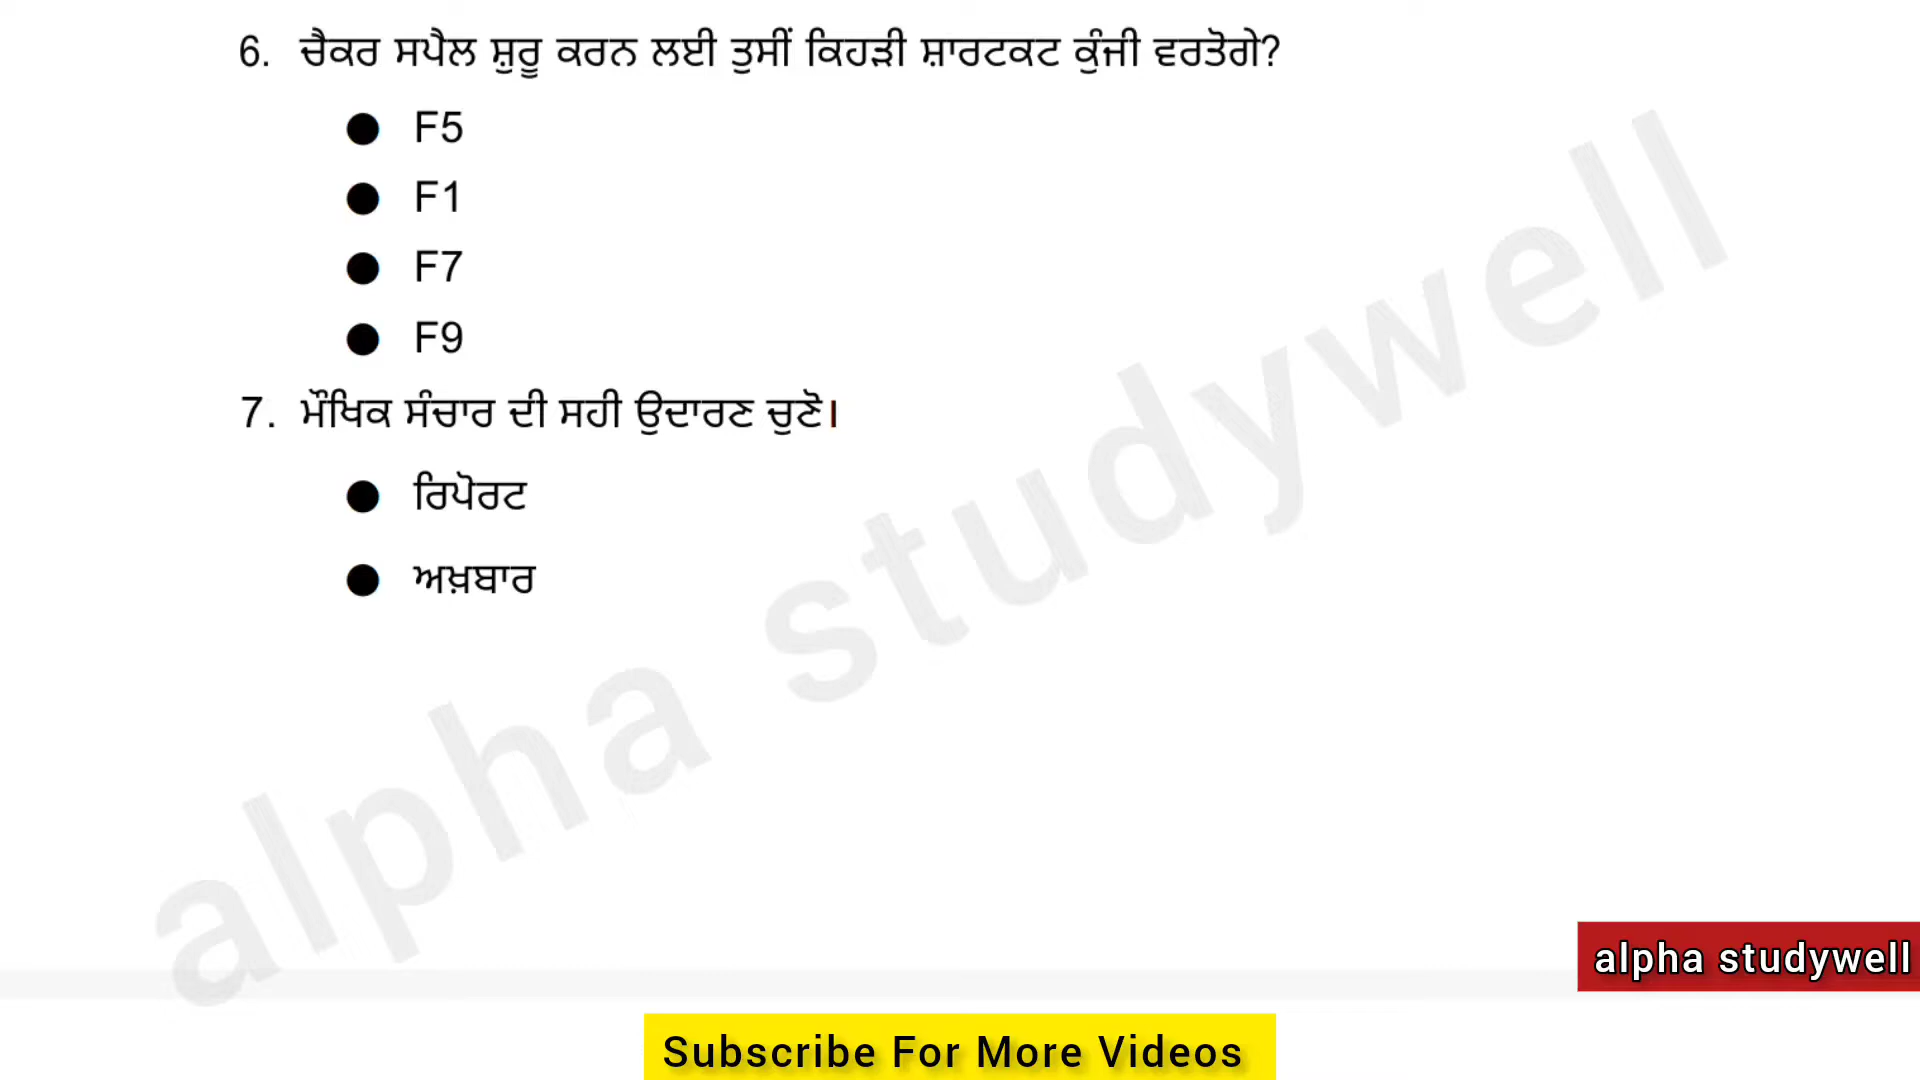 6. ਚੈਕਰ ਸਪੈਲ ਸ਼ੁਰੂ ਕਰਨ ਲਈ ਤੁਸੀਂ ਕਿਹੜੀ ਸ਼ਾਰਟਕਟ ਕੁੰਜੀ ਵਰਤੋਗੇ?
● F5
● F1
● F7
● F9
7. ਮੌਖਿਕ ਸੰਚਾਰ ਦੀ ਸਹੀ ਉਦਾਰਣ ਚੁਣੋ।
● ਰਿਪੋਰਟ
● ਅਖ਼ਬਾਰ
alpha studywell
alpha studywell
Subscribe For More Videos